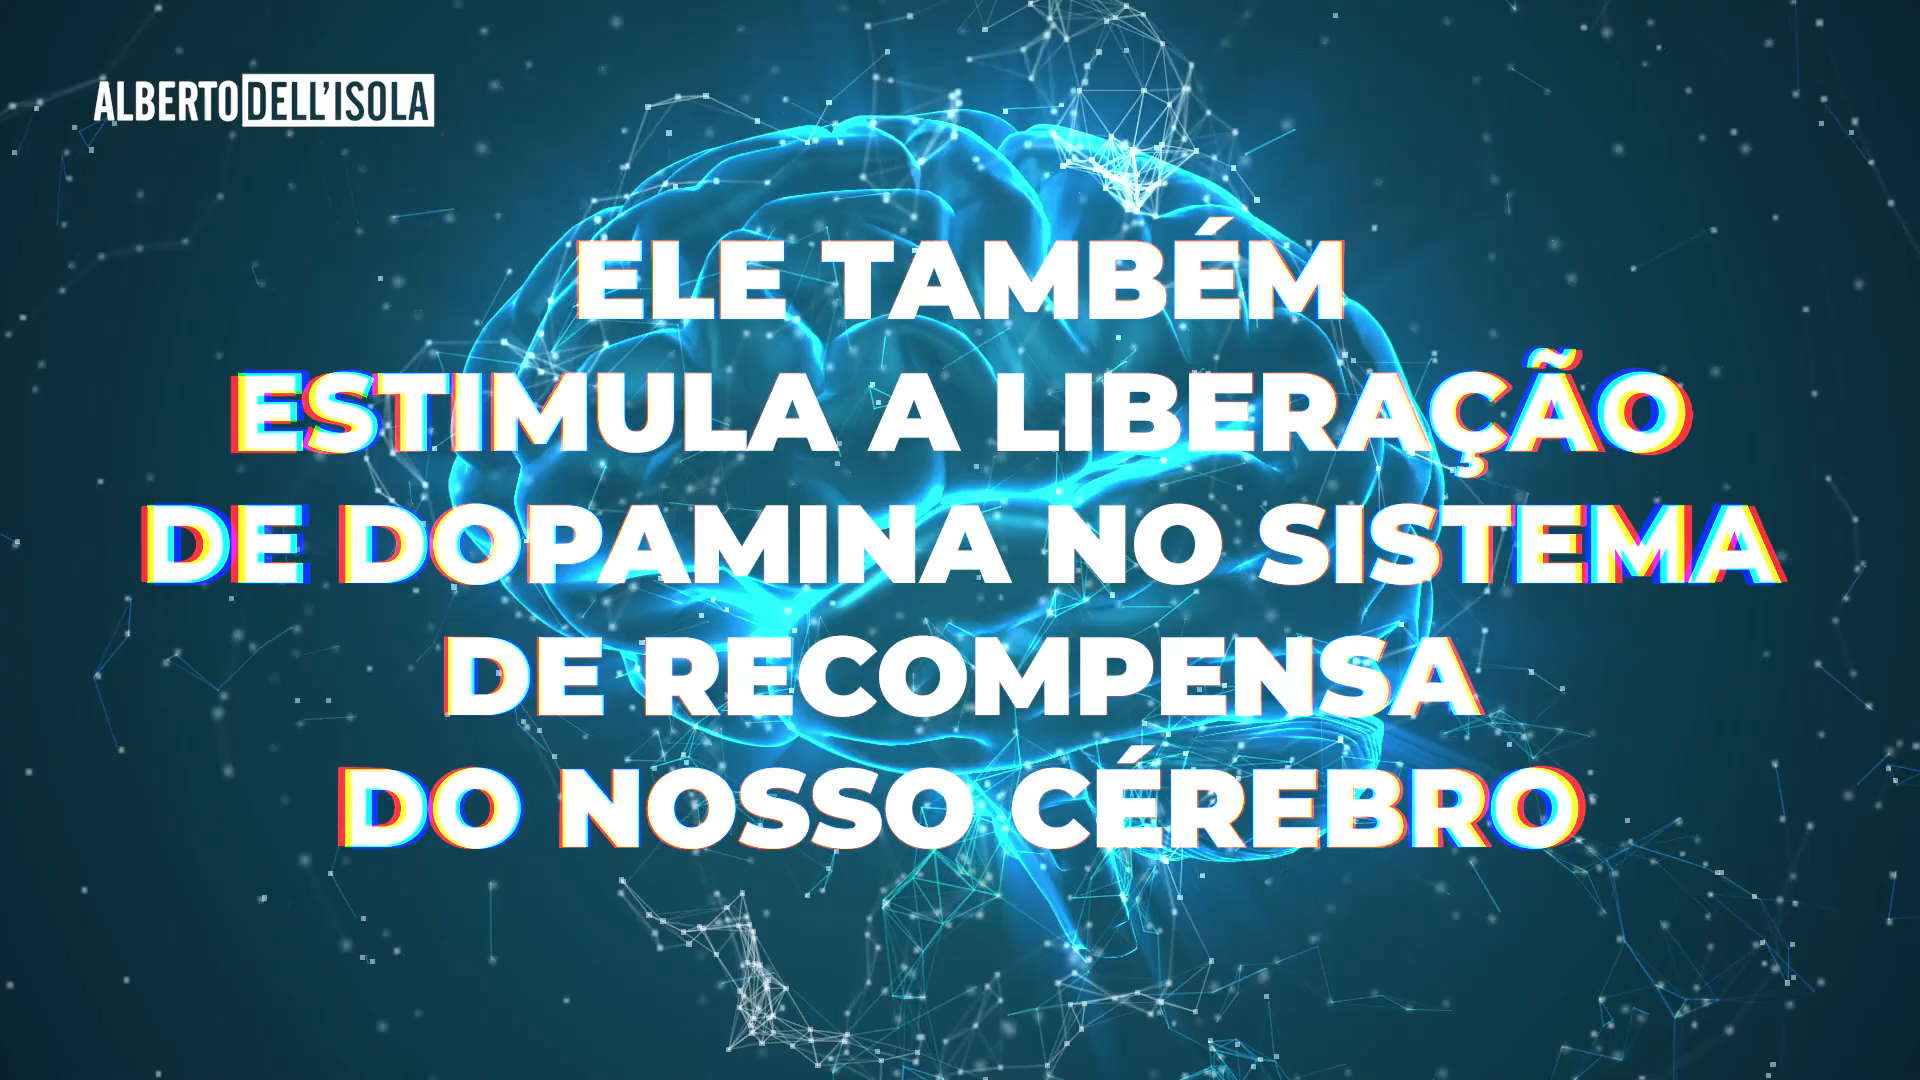 ALBERTO DELL'ISOLA
ELE TAMBÉM
ESTIMULA A LIBERAÇÃO
DE DOPAMINA NO SISTEMA
DE RECOMPENSA
DO NOSSO CÉREBRO